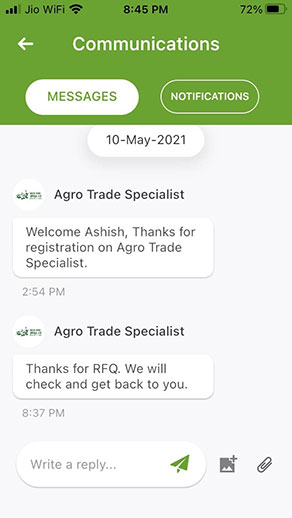 Jio WiFi 8:45 PM 72%
Communications
MESSAGES NOTIFICATIONS
10-May-2021
Agro Trade Specialist
Welcome Ashish, Thanks for
registration on Agro Trade
Specialist.
2:54 PM
Agro Trade Specialist
Thanks for RFQ. We will
check and get back to you.
8:37 PM
Write a reply...